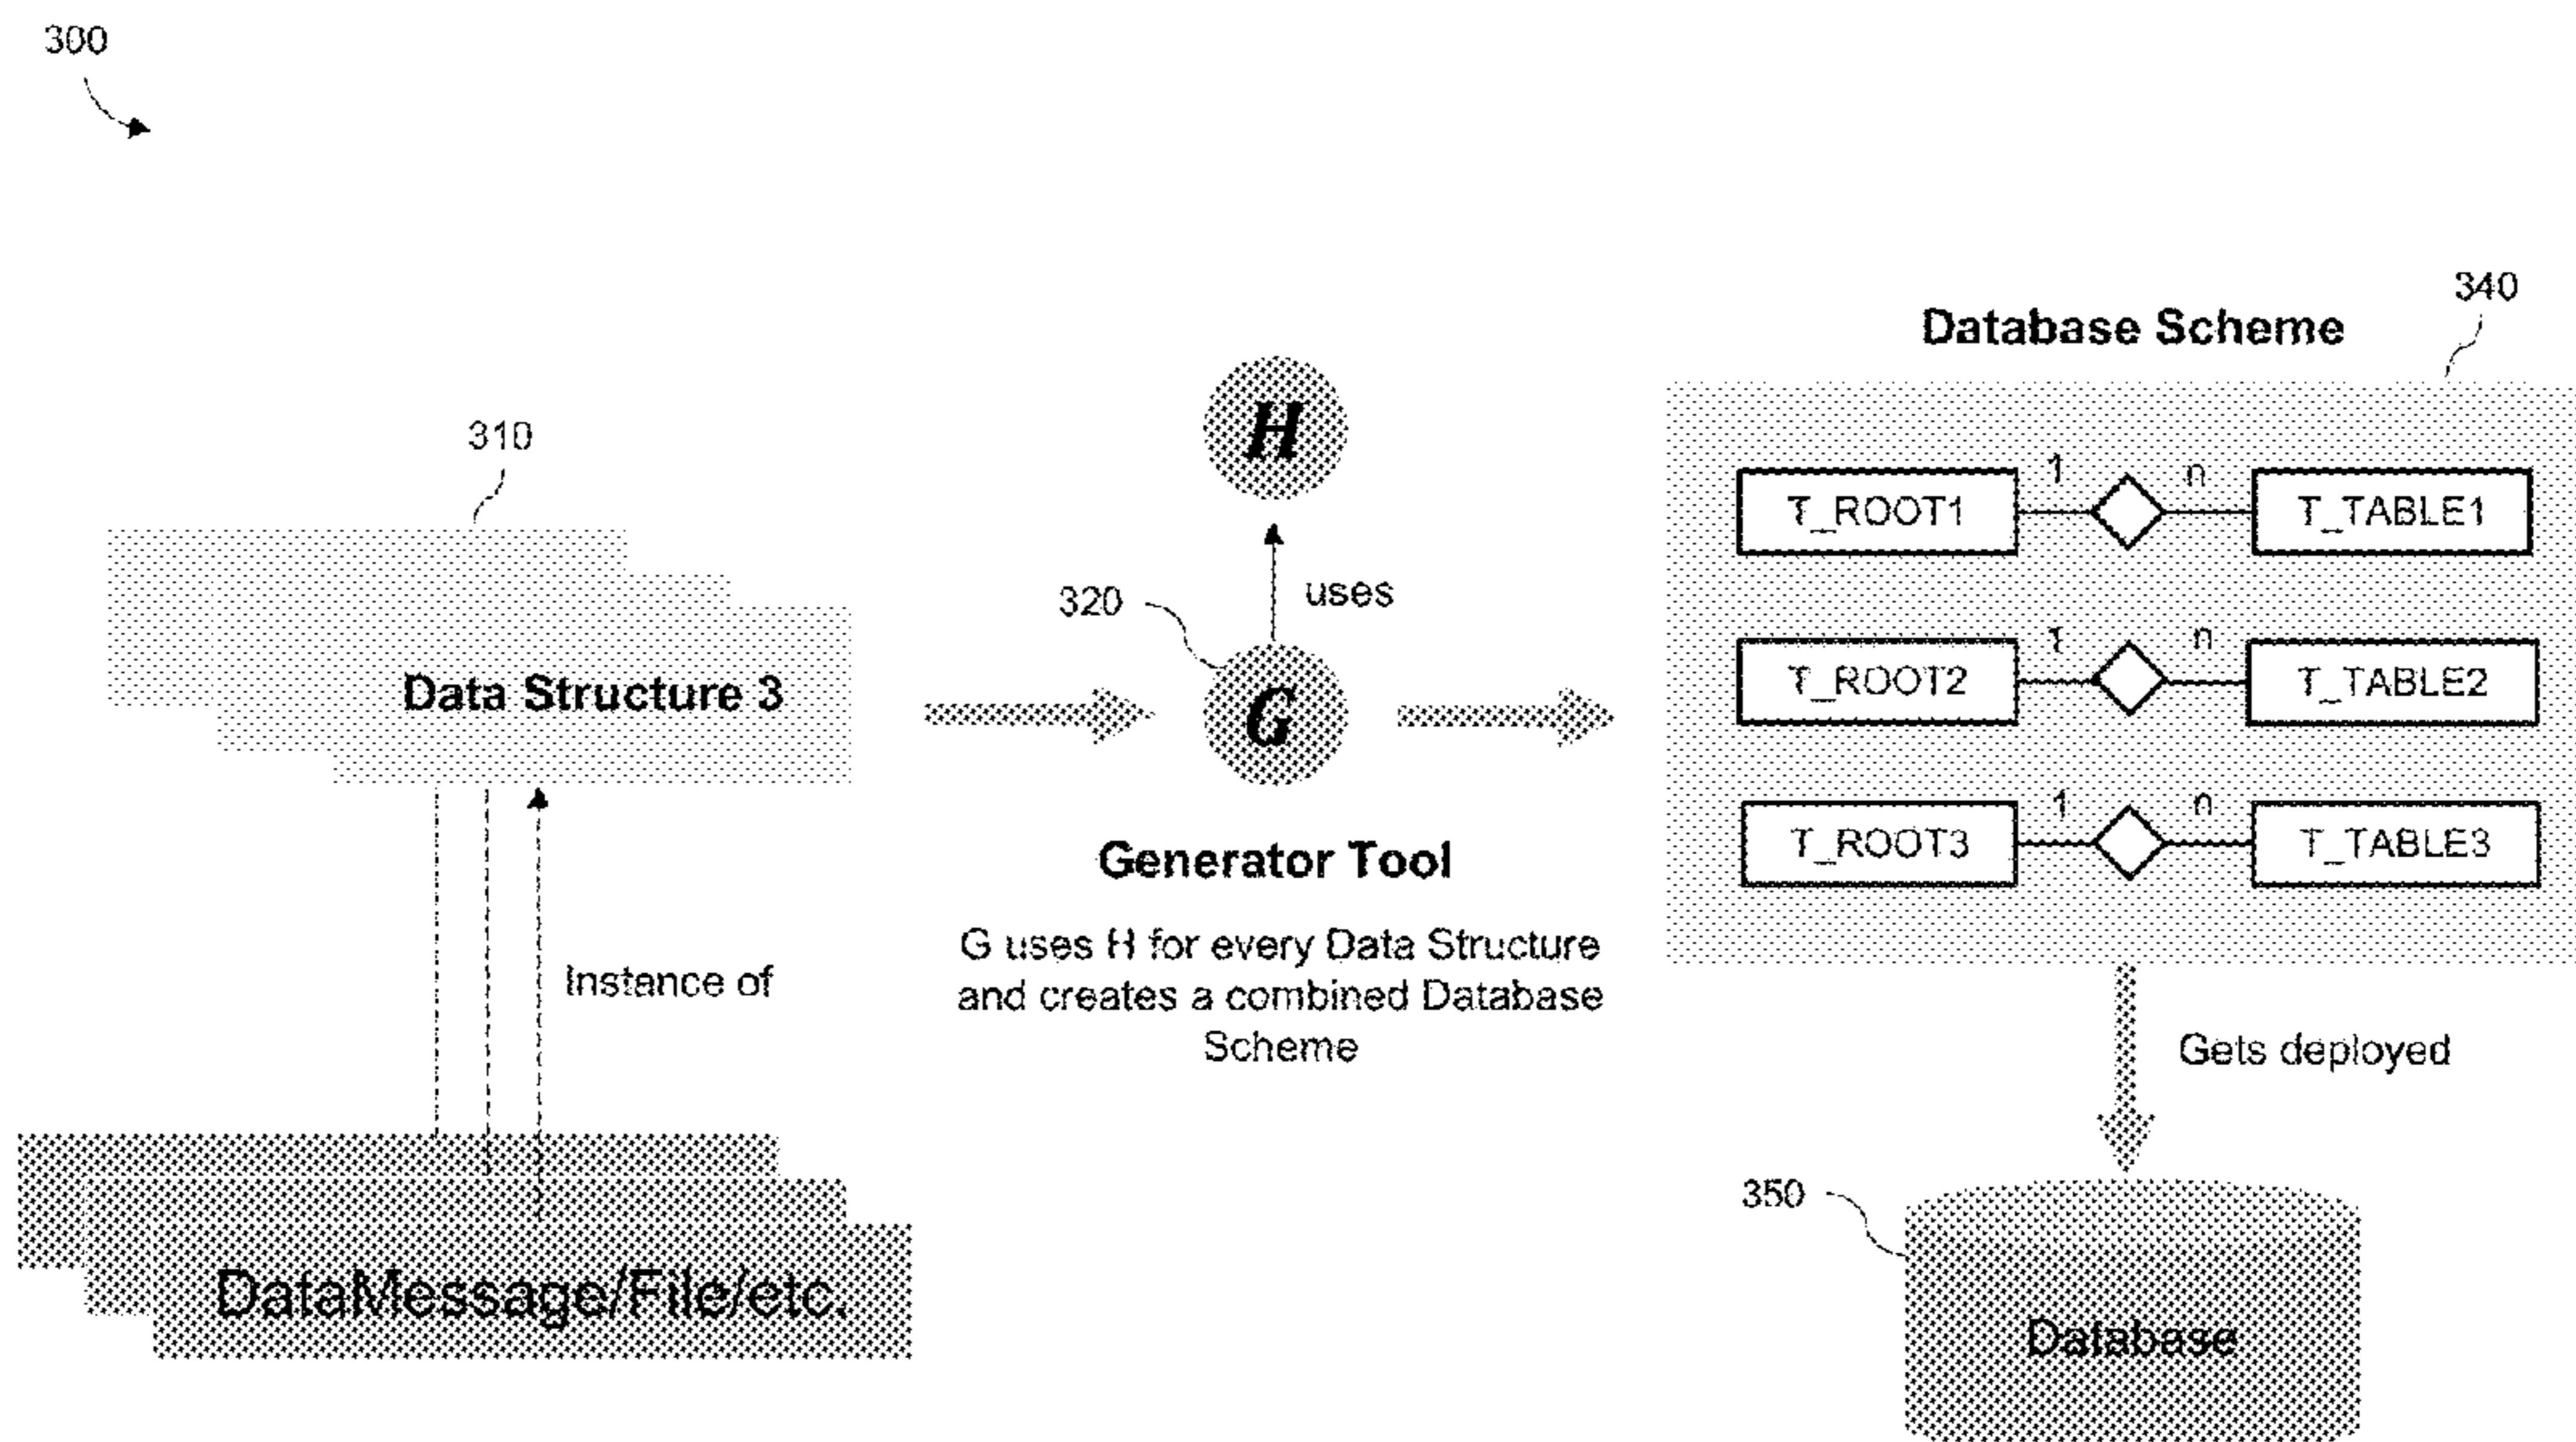 300
310
Data Structure 3
Instance of
DataMessage/File/etc.
H
uses
320
G
Generator Tool
G uses H for every Data Structure
and creates a combined Database
Scheme
340
Database Scheme
T_ROOT1 1 n T_TABLE1
T_ROOT2 1 n T_TABLE2
T_ROOT3 1 n T_TABLE3
Gets deployed
350
Database